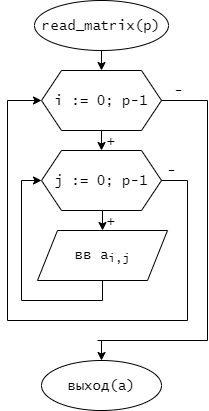 read_matrix(p)
i := 0; p-1
-
+
j := 0; p-1
-
+
вв aᵢ,ⱼ
выход(a)